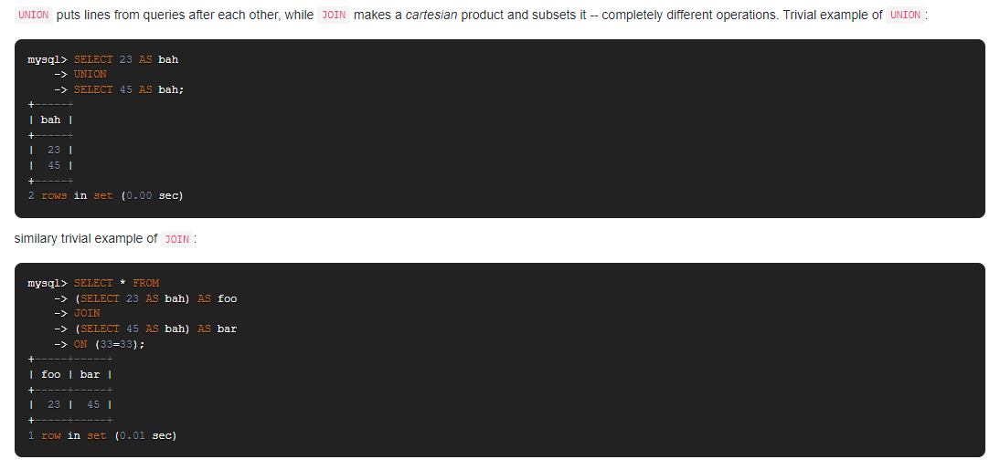 UNION puts lines from queries after each other, while JOIN makes a cartesian product and subsets it -- completely different operations. Trivial example of UNION:
mysql> SELECT 23 AS bah
    -> UNION
    -> SELECT 45 AS bah;
+-----+
| bah |
+-----+
|  23 |
|  45 |
+-----+
2 rows in set (0.00 sec)
similary trivial example of JOIN:
mysql> SELECT * FROM
    -> (SELECT 23 AS bah) AS foo
    -> JOIN
    -> (SELECT 45 AS bah) AS bar
    -> ON (33=33);
+-----+-----+
| foo | bar |
+-----+-----+
|  23 |  45 |
+-----+-----+
1 row in set (0.01 sec)